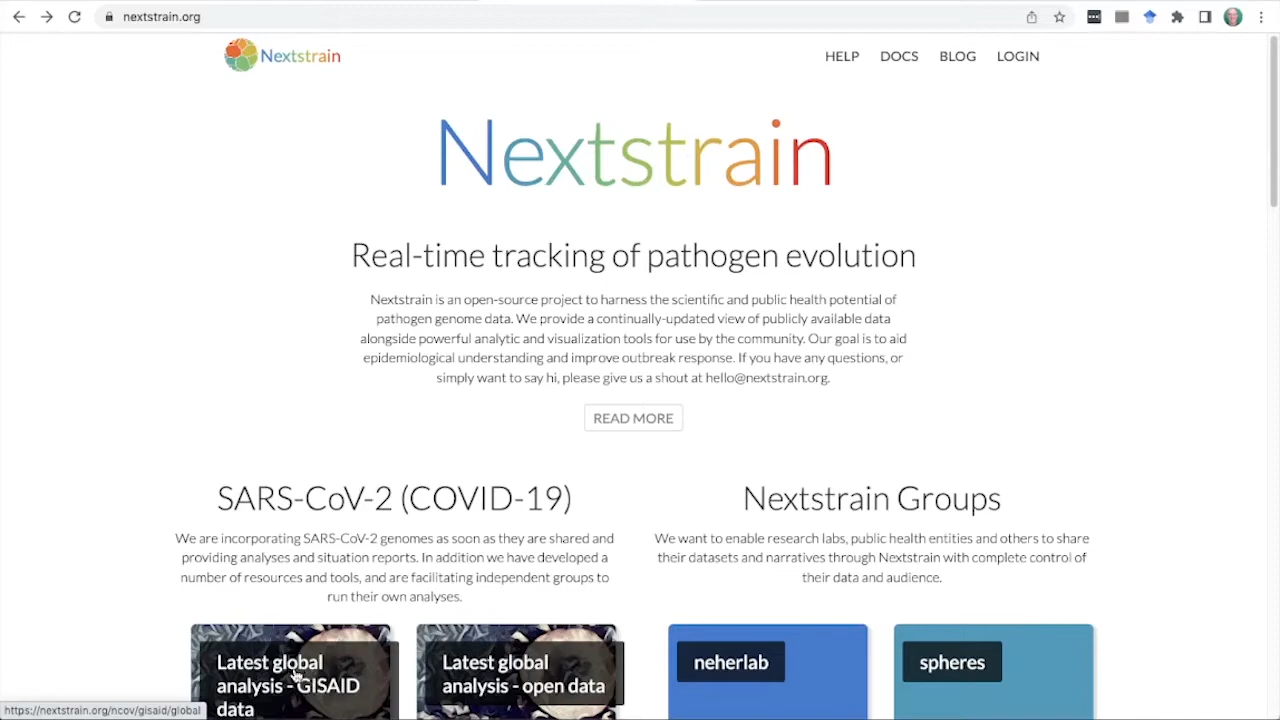 nextstrain.org
Nextstrain
HELP DOCS BLOG LOGIN
Nextstrain
Real-time tracking of pathogen evolution
Nextstrain is an open-source project to harness the scientific and public health potential of
pathogen genome data. We provide a continually-updated view of publicly available data
alongside powerful analytic and visualization tools for use by the community. Our goal is to aid
epidemiological understanding and improve outbreak response. If you have any questions, or
simply want to say hi, please give us a shout at hello@nextstrain.org.
READ MORE
SARS-CoV-2 (COVID-19)
We are incorporating SARS-CoV-2 genomes as soon as they are shared and
providing analyses and situation reports. In addition we have developed a
number of resources and tools, and are facilitating independent groups to
run their own analyses.
Nextstrain Groups
We want to enable research labs, public health entities and others to share
their datasets and narratives through Nextstrain with complete control of
their data and audience.
Latest global
analysis - GISAID
data
Latest global
analysis - open data
neherlab
spheres
https://nextstrain.org/ncov/gisaid/global